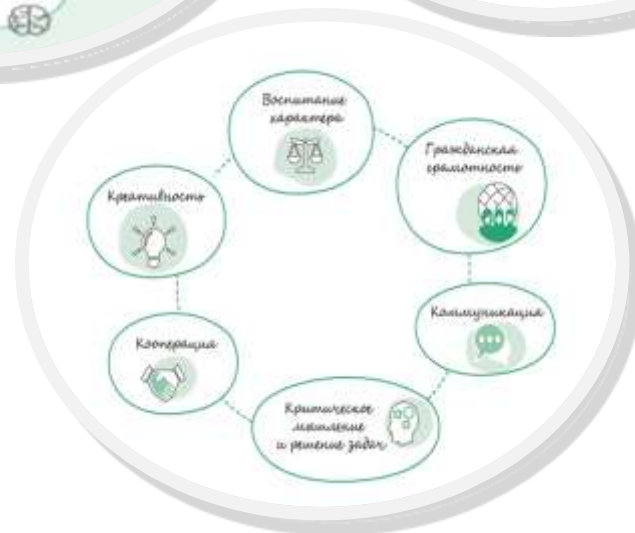 Воспитание
характера
Гражданская
грамотность
Коммуникация
Критическое
мышление
и решение задач
Кооперация
Креативность